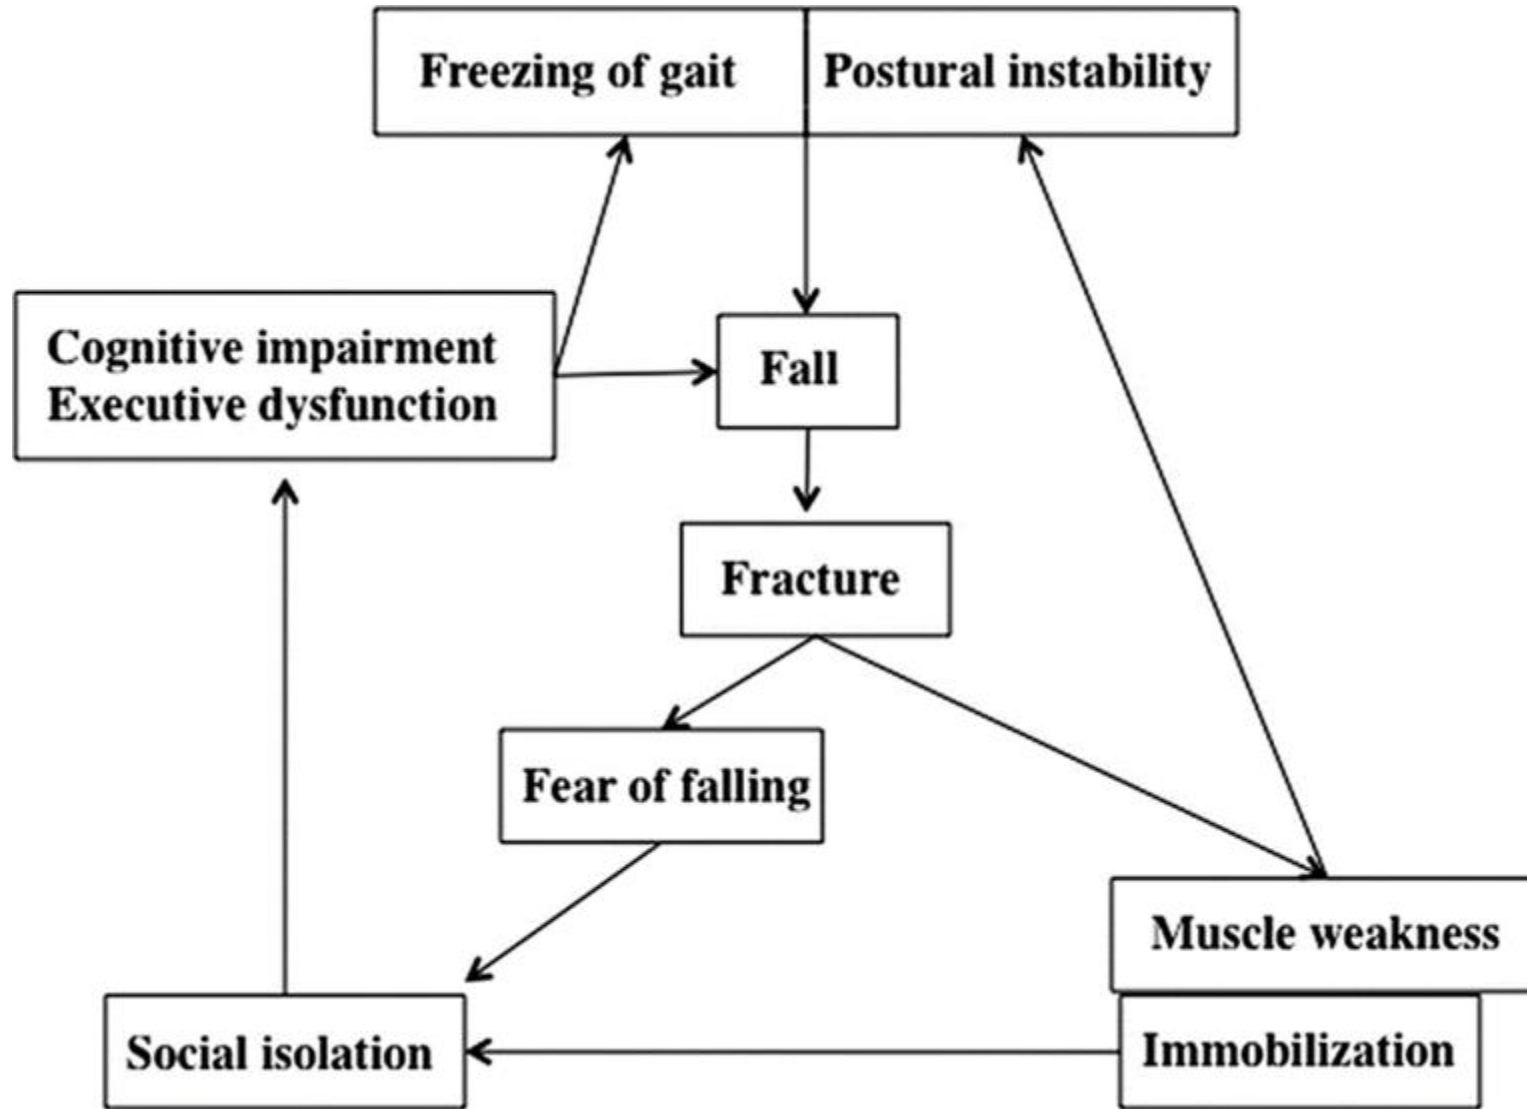 Freezing of gait
Postural instability
Cognitive impairment
Executive dysfunction
Fall
Fracture
Fear of falling
Muscle weakness
Social isolation
Immobilization